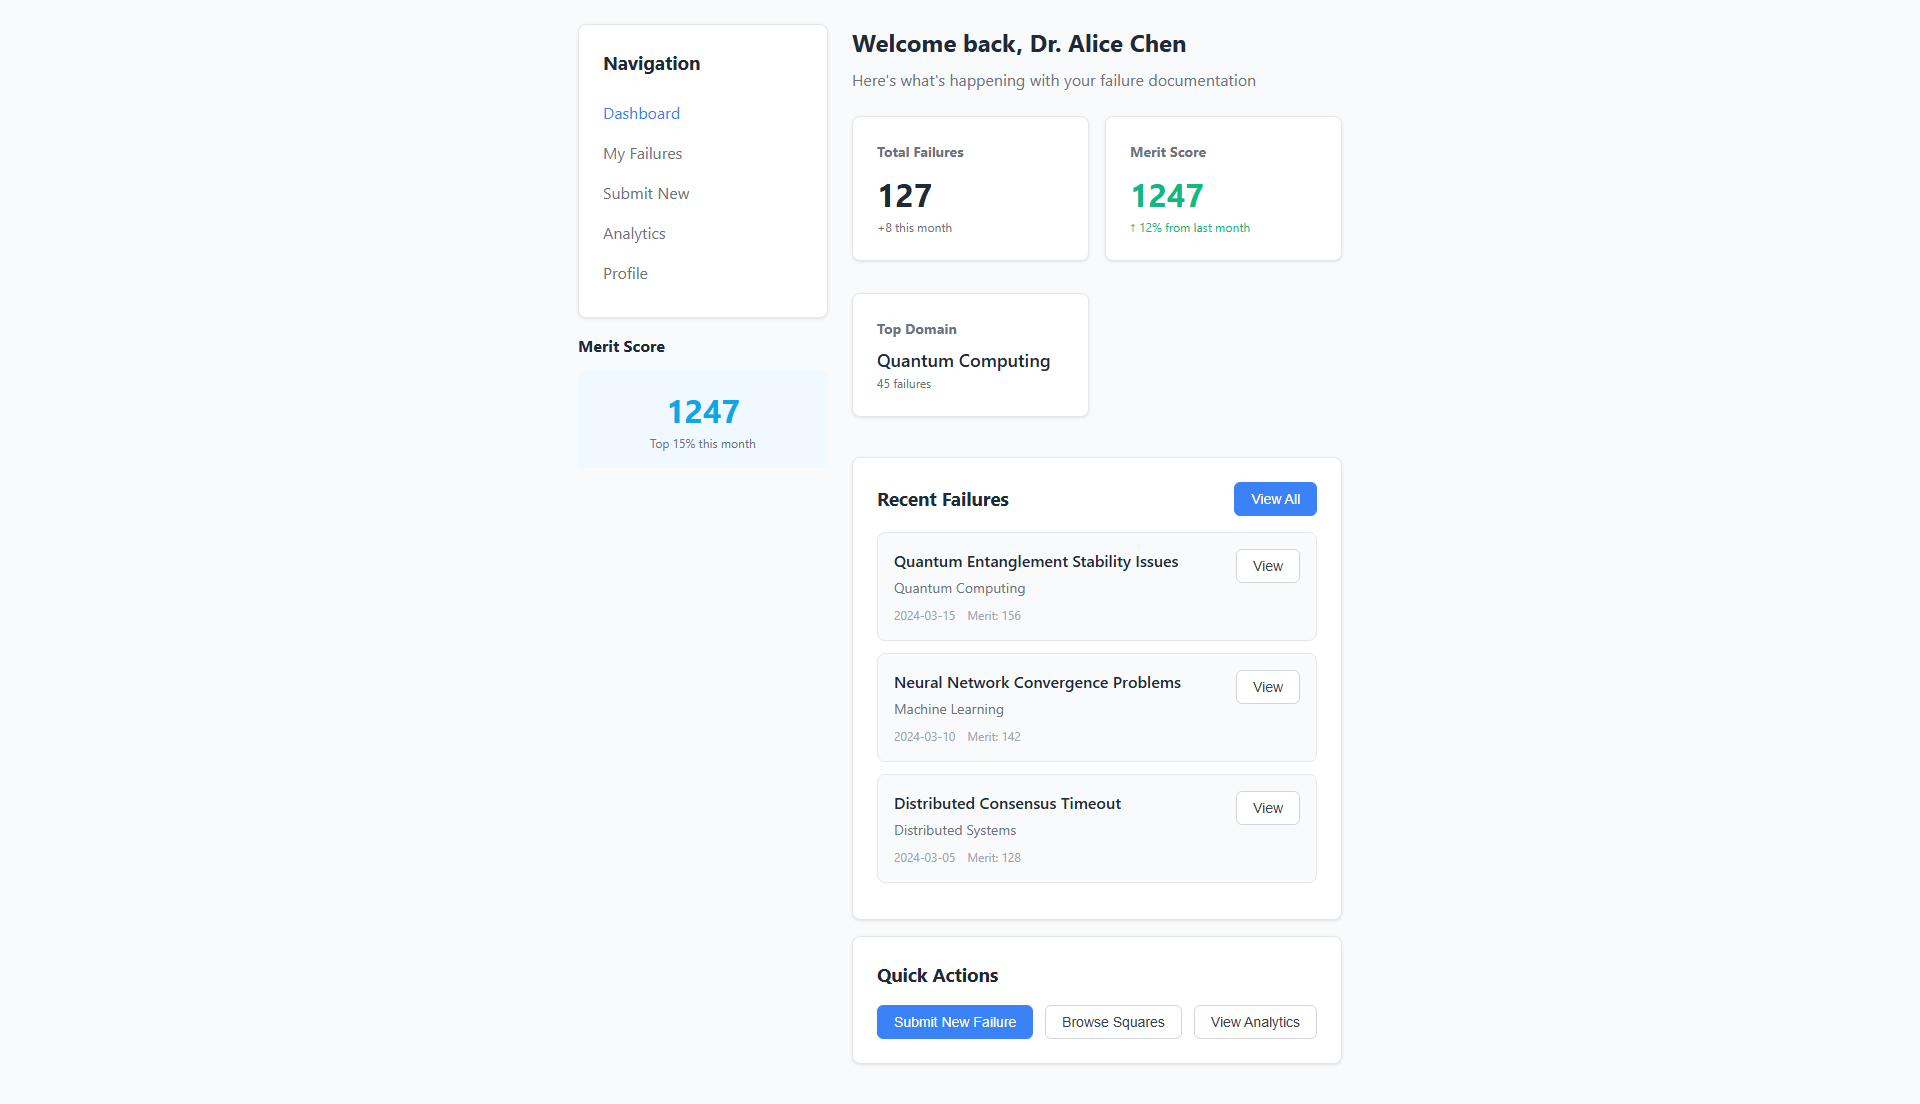 Navigation
Dashboard
My Failures
Submit New
Analytics
Profile
Merit Score
1247
Top 15% this month
Welcome back, Dr. Alice Chen
Here's what's happening with your failure documentation
Total Failures
127
+8 this month
Merit Score
1247
↑ 12% from last month
Top Domain
Quantum Computing
45 failures
Recent Failures
View All
Quantum Entanglement Stability Issues
View
Quantum Computing
2024-03-15 Merit: 156
Neural Network Convergence Problems
View
Machine Learning
2024-03-10 Merit: 142
Distributed Consensus Timeout
View
Distributed Systems
2024-03-05 Merit: 128
Quick Actions
Submit New Failure
Browse Squares
View Analytics